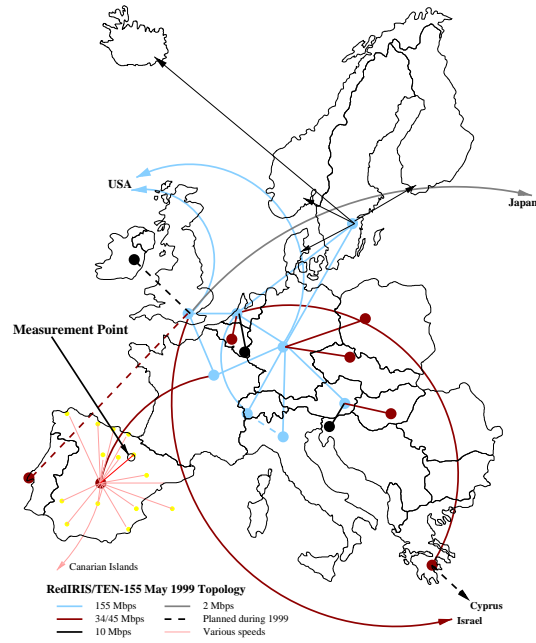 USA
Japan
Measurement Point
Canarian Islands
RedIRIS/TEN-155 May 1999 Topology
155 Mbps
2 Mbps
34/45 Mbps
Planned during 1999
10 Mbps
Various speeds
Cyprus
Israel